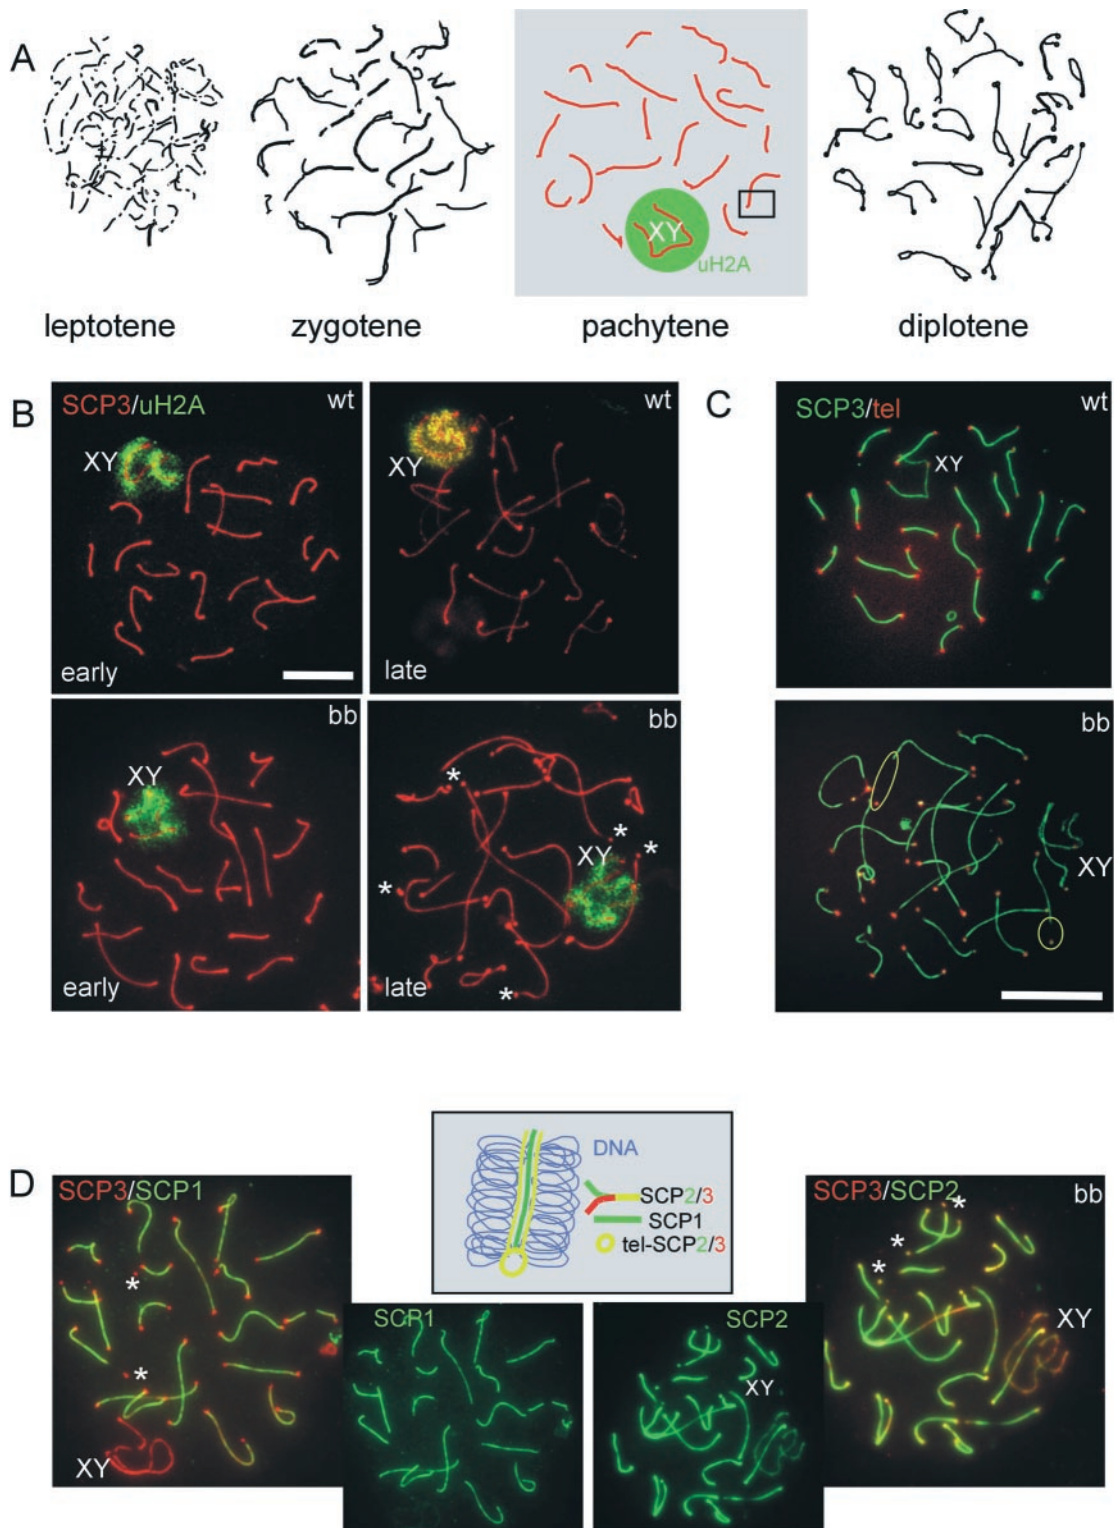 A
XY
uH2A
leptotene
zygotene
pachytene
diplotene
B
SCP3/uH2A
wt
XY
early
wt
XY
late
bb
XY
early
bb
*
*
*
XY
*
late
*
C
SCP3/tel
wt
XY
bb
XY
D
SCP3/SCP1
*
*
XY
DNA
SCP2/3
SCP1
tel-SCP2/3
SCP1
SCP2
XY
SCP3/SCP2
bb
*
*
*
XY